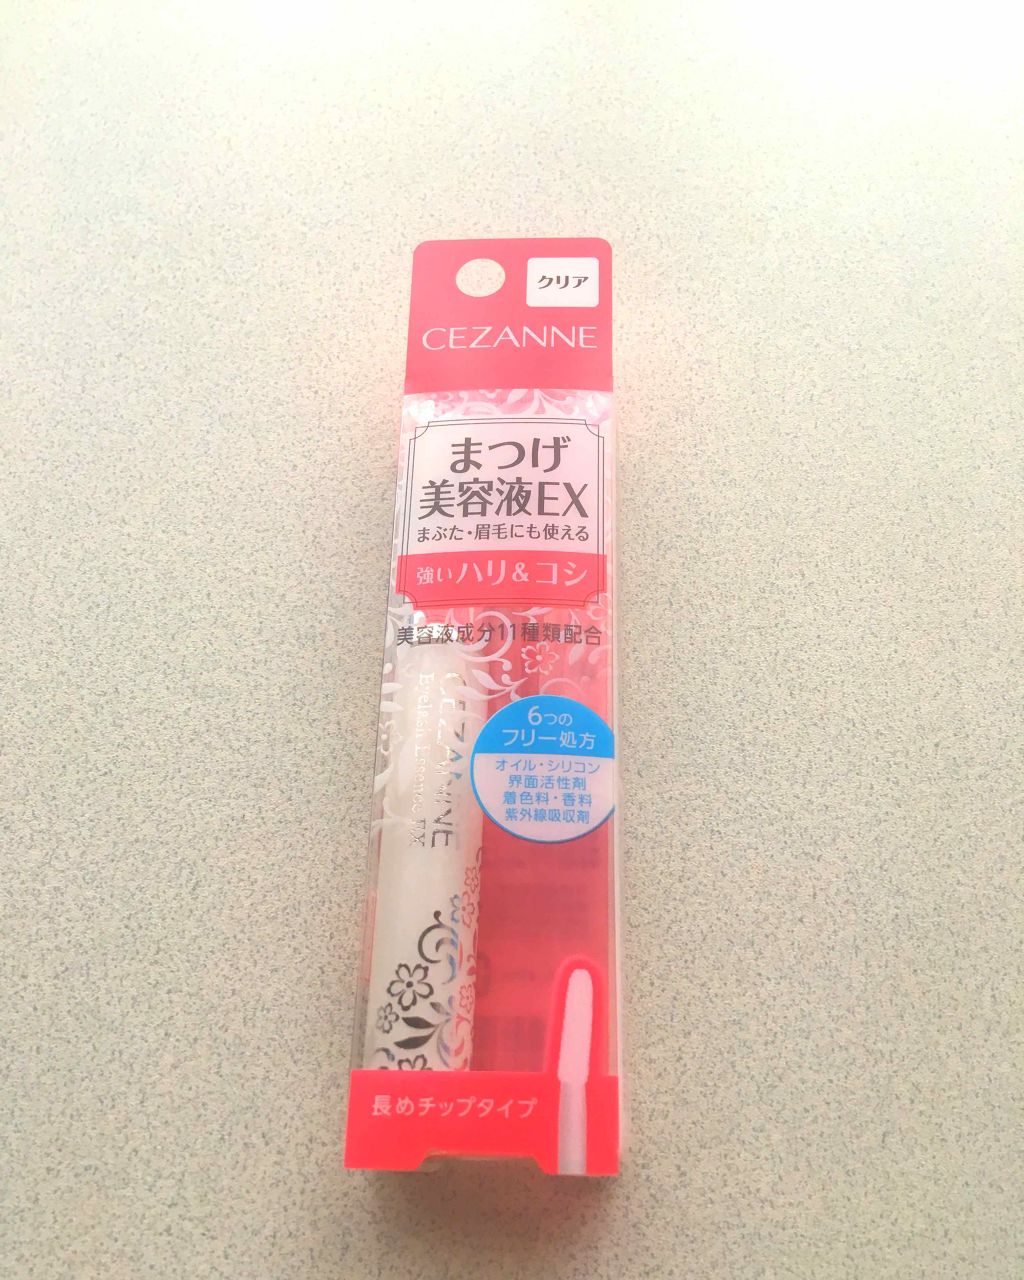 クリア
CEZANNE
まつげ
美容液EX
まぶた・眉毛にも使える
強いハリ&コシ
美容液成分11種類配合
CEZANNE
Eyelash Essence EX
6つの
フリー処方
オイル・シリコン
界面活性剤
着色料・香料
紫外線吸収剤
長めチップタイプ